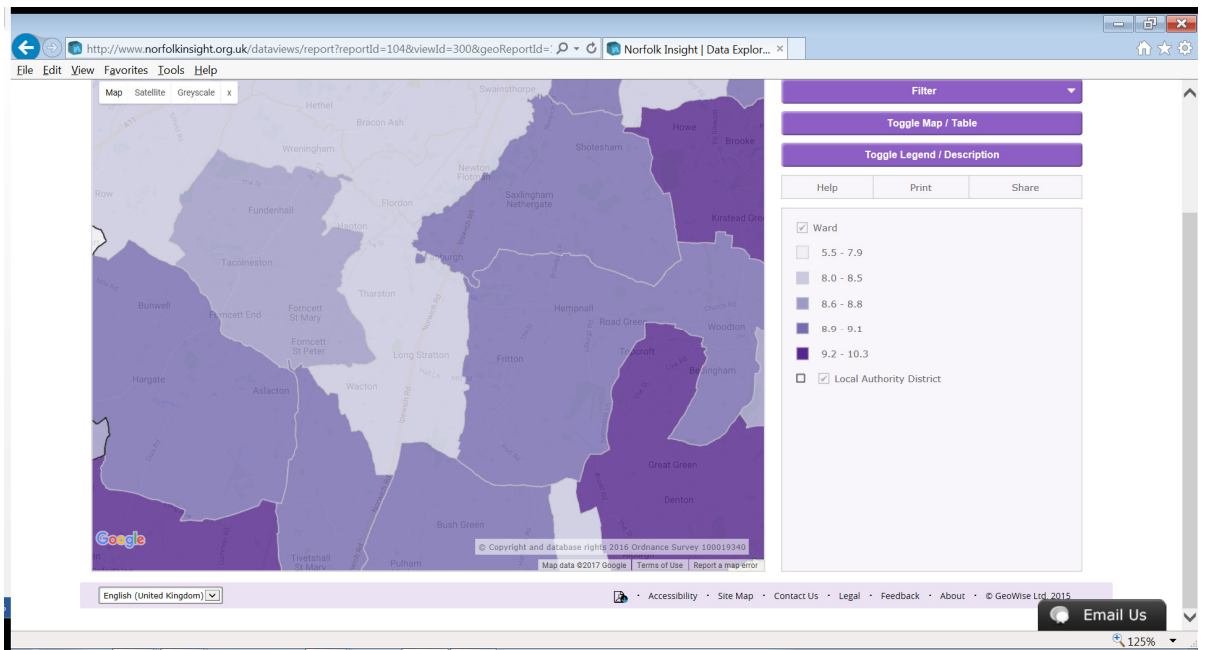 http://www.norfolkinsight.org.uk/dataviews/report?reportId=104&viewId=300&geoReportId=
Norfolk Insight | Data Explor... ×
File Edit View Favorites Tools Help
Map Satellite Greyscale x
Filter
Toggle Map / Table
Toggle Legend / Description
Help Print Share
Ward
5.5 - 7.9
8.0 - 8.5
8.6 - 8.8
8.9 - 9.1
9.2 - 10.3
Local Authority District
Swainsthorpe
Hethel
Bracon Ash
Howe
Brooke
Wreningham
Shotesham
Newton
Flotman
Row
Saxlingham
Nethergate
Fundenhall
Flordon
Kirstead Gre
Hapton
Tacolneston
Tharston
Bunwell
Forncett End
Forncett
St Mary
Hempnall
Road Green
Woodton
Forncett
St Peter
Long Stratton
Fritton
Topcroft
Bedingham
Hargate
Aslacton
Wacton
Great Green
Denton
Bush Green
Google
© Copyright and database rights 2016 Ordnance Survey 100019340
Tivetshall
St Mary
Pulham
Map data ©2017 Google Terms of Use Report a map error
English (United Kingdom)
· Accessibility · Site Map · Contact Us · Legal · Feedback · About · © GeoWise Ltd. 2015
Email Us
125%